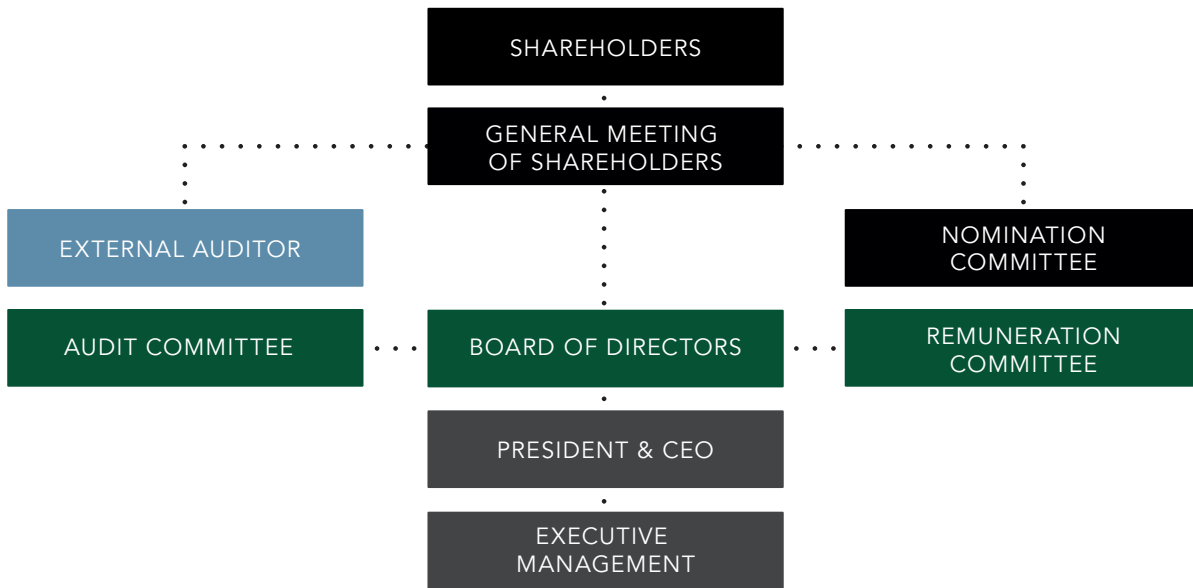 SHAREHOLDERS
GENERAL MEETING
OF SHAREHOLDERS
EXTERNAL AUDITOR
NOMINATION
COMMITTEE
AUDIT COMMITTEE
BOARD OF DIRECTORS
REMUNERATION
COMMITTEE
PRESIDENT & CEO
EXECUTIVE
MANAGEMENT